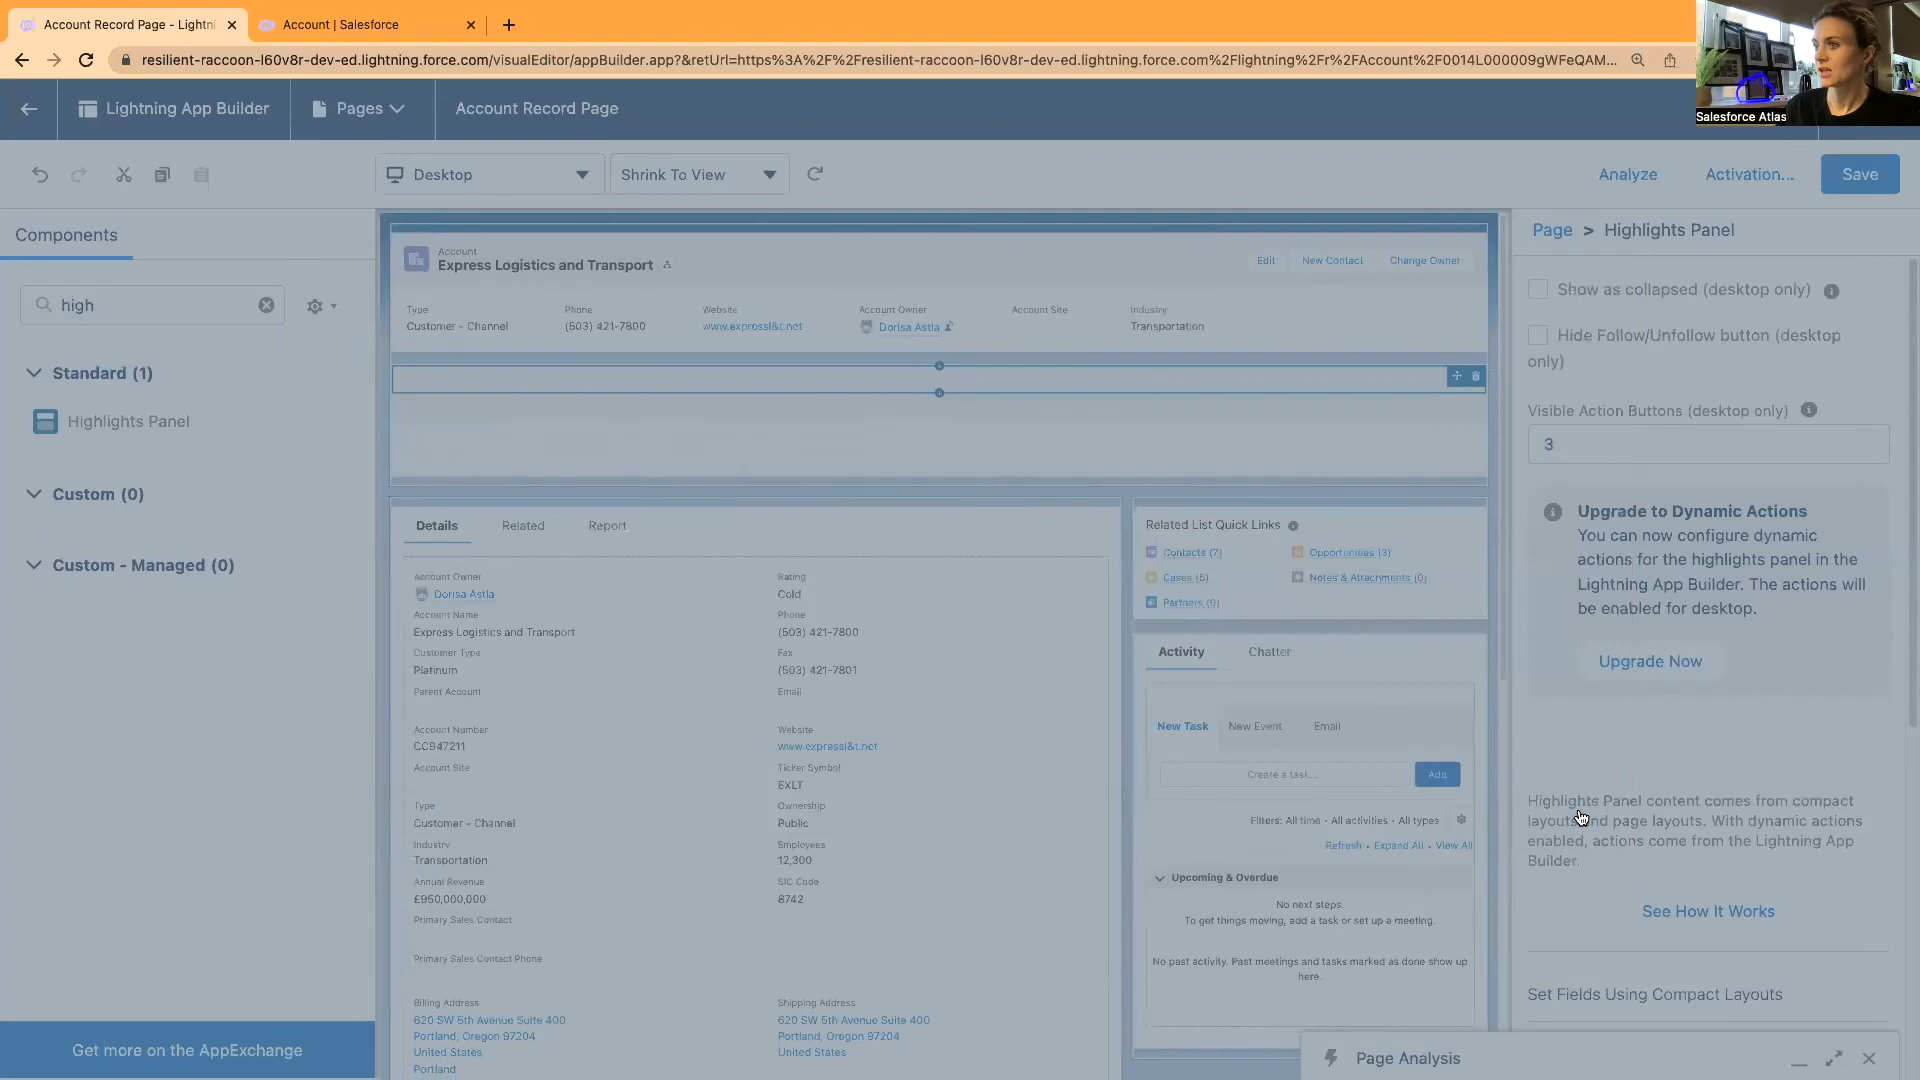 Account Record Page - Lightni
Account | Salesforce
resilient-raccoon-l60v8r-dev-ed.lightning.force.com/visualEditor/appBuilder.app?&retUrl=https%3A%2F%2Fresilient-raccoon-l60v8r-dev-ed.lightning.force.com%2Flightning%2Fr%2FAccount%2F0014L000009gWFeQAM...
Salesforce Atlas
Lightning App Builder
Pages
Account Record Page
Desktop
Shrink To View
Analyze
Activation...
Save
Components
high
Standard (1)
Highlights Panel
Custom (0)
Custom - Managed (0)
Get more on the AppExchange
Account
Express Logistics and Transport
Edit
New Contact
Change Owner
Type
Customer - Channel
Phone
(503) 421-7800
Website
www.expressl&t.net
Account Owner
Dorisa Astla
Account Site
Industry
Transportation
Details
Related
Report
Account Owner
Dorisa Astla
Rating
Cold
Account Name
Express Logistics and Transport
Phone
(503) 421-7800
Customer Type
Platinum
Fax
(503) 421-7801
Parent Account
Email
Account Number
CC947211
Website
www.expressl&t.net
Account Site
Ticker Symbol
EXLT
Type
Customer - Channel
Ownership
Public
Industry
Transportation
Employees
12,300
Annual Revenue
£950,000,000
SIC Code
8742
Primary Sales Contact
Primary Sales Contact Phone
Billing Address
620 SW 5th Avenue Suite 400
Portland, Oregon 97204
United States
Portland
Shipping Address
620 SW 5th Avenue Suite 400
Portland, Oregon 97204
United States
Related List Quick Links
Contacts (7)
Opportunities (3)
Cases (5)
Notes & Attachments (0)
Partners (0)
Activity
Chatter
New Task
New Event
Email
Create a task...
Add
Filters: All time • All activities • All types
Refresh • Expand All • View All
Upcoming & Overdue
No next steps.
To get things moving, add a task or set up a meeting.
No past activity. Past meetings and tasks marked as done show up
here.
Page > Highlights Panel
Show as collapsed (desktop only)
Hide Follow/Unfollow button (desktop
only)
Visible Action Buttons (desktop only)
3
Upgrade to Dynamic Actions
You can now configure dynamic
actions for the highlights panel in the
Lightning App Builder. The actions will
be enabled for desktop.
Upgrade Now
Highlights Panel content comes from compact
layouts and page layouts. With dynamic actions
enabled, actions come from the Lightning App
Builder.
See How It Works
Set Fields Using Compact Layouts
Page Analysis